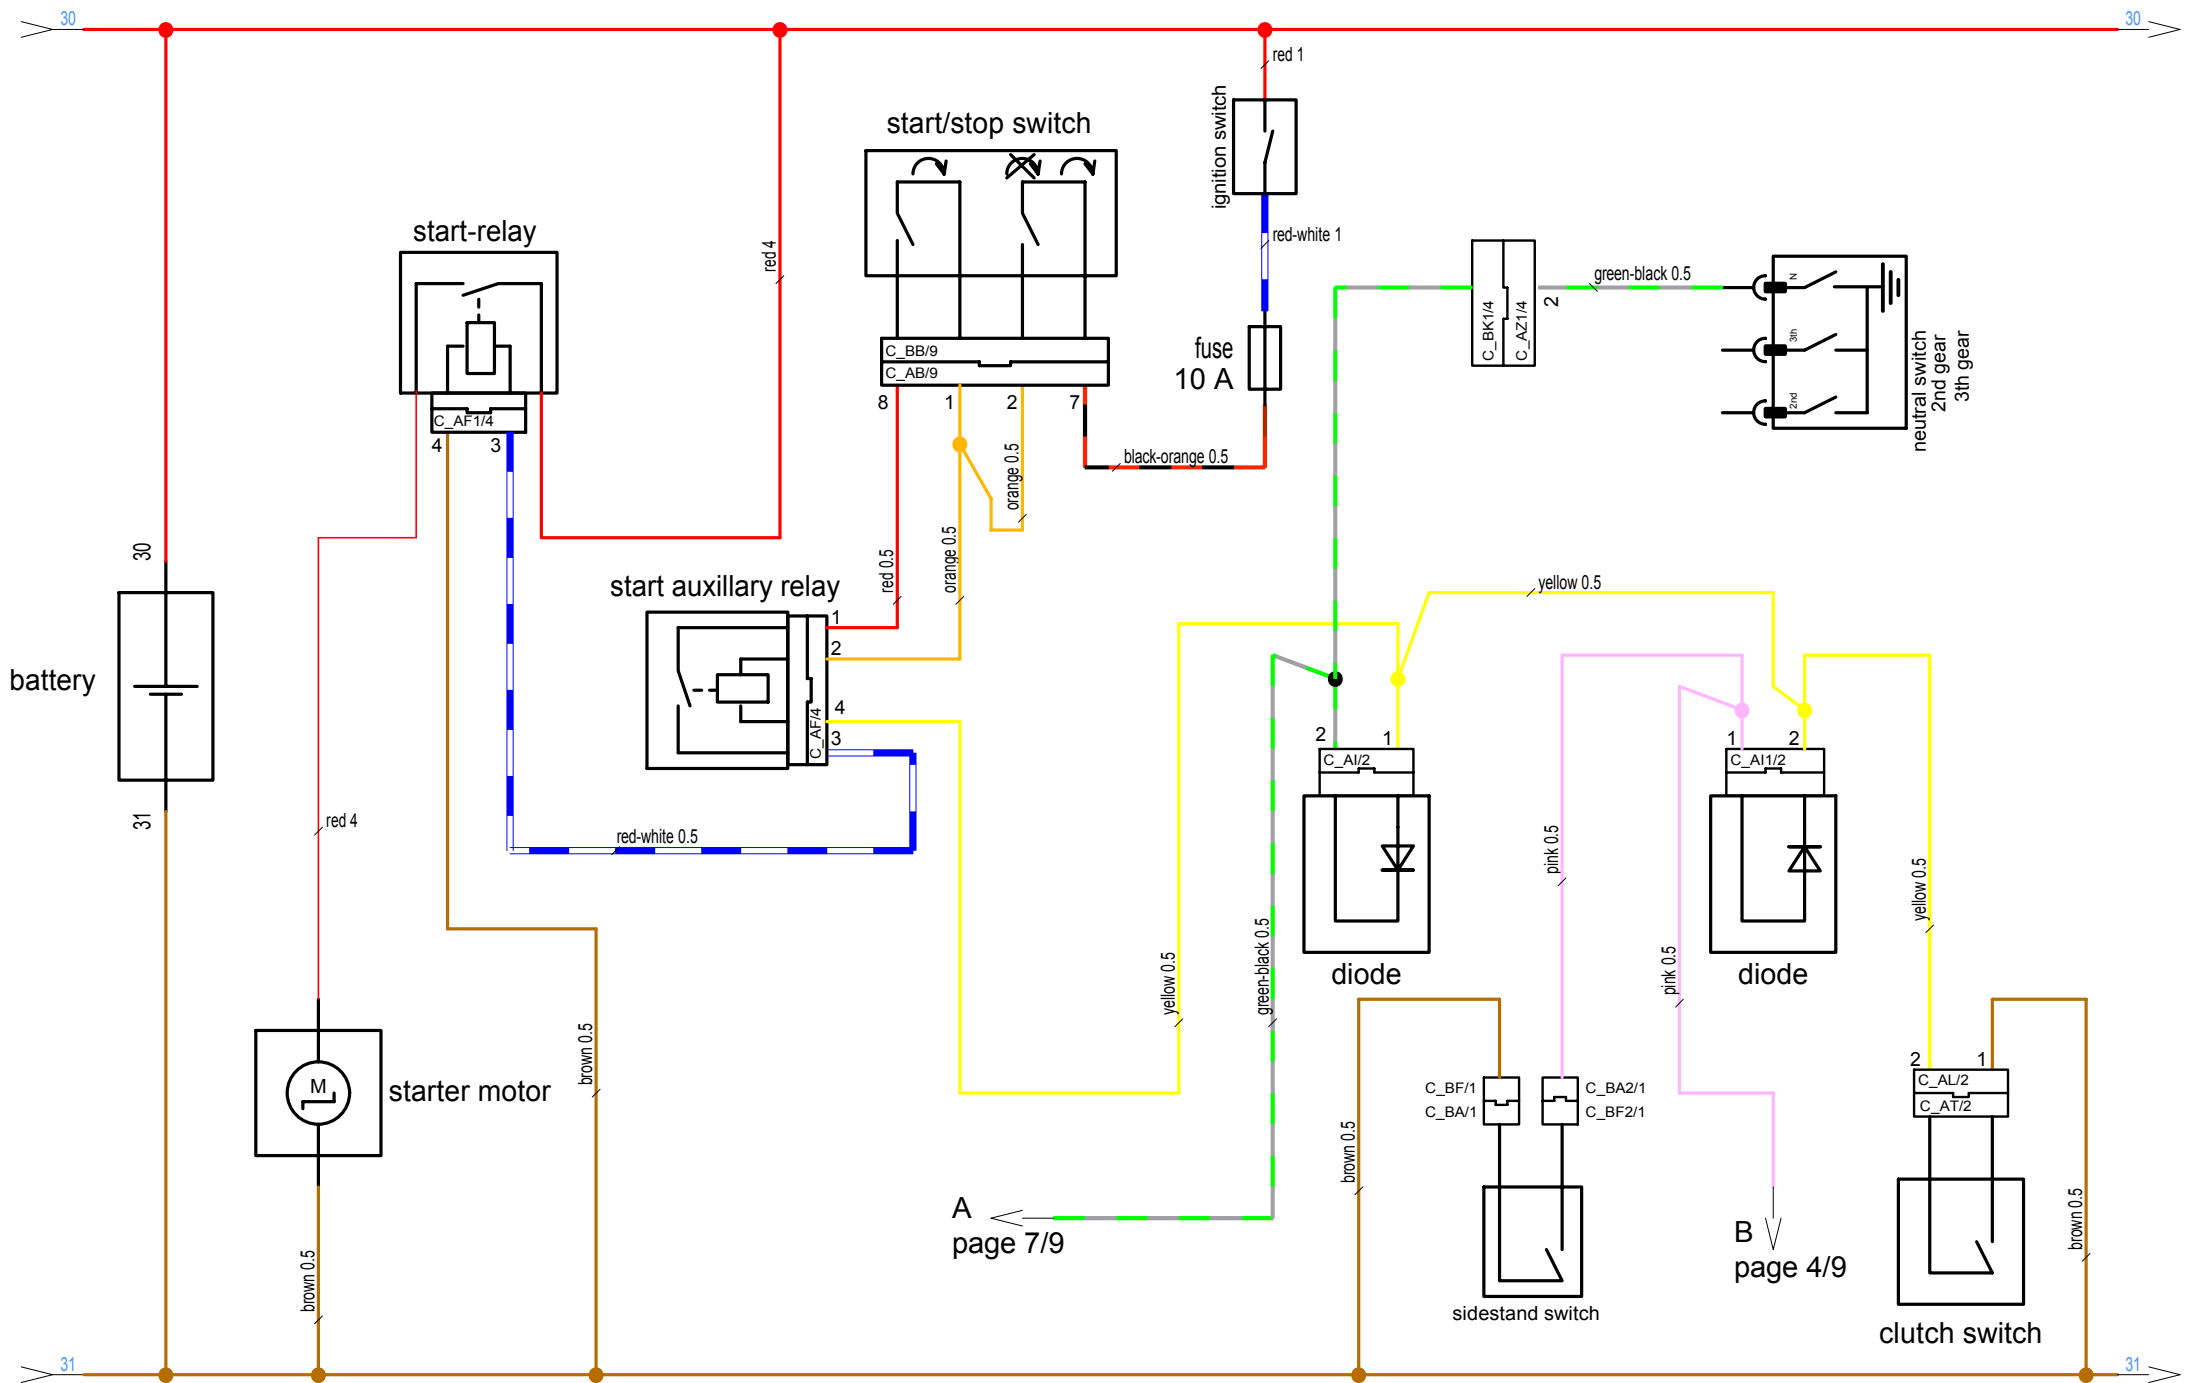 30
30
red 1
start/stop switch
ignition switch
start-relay
red 4
red-white 1
green-black 0.5
C_BK1/4
C_AZ1/4
2
N
3th
2nd
neutral switch
2nd gear
3th gear
fuse
10 A
C_BB/9
C_AB/9
8
1
2
7
C_AF1/4
4
3
black-orange 0.5
orange 0.5
orange 0.5
red 0.5
30
start auxillary relay
1
2
4
3
C_AF/4
yellow 0.5
battery
31
red 4
red-white 0.5
2
1
C_AI/2
1
2
C_AI1/2
pink 0.5
yellow 0.5
diode
diode
pink 0.5
yellow 0.5
green-black 0.5
brown 0.5
M
starter motor
C_BF/1
C_BA/1
C_BA2/1
C_BF2/1
2
1
C_AL/2
C_AT/2
brown 0.5
A
page 7/9
B
page 4/9
brown 0.5
brown 0.5
sidestand switch
clutch switch
31
31